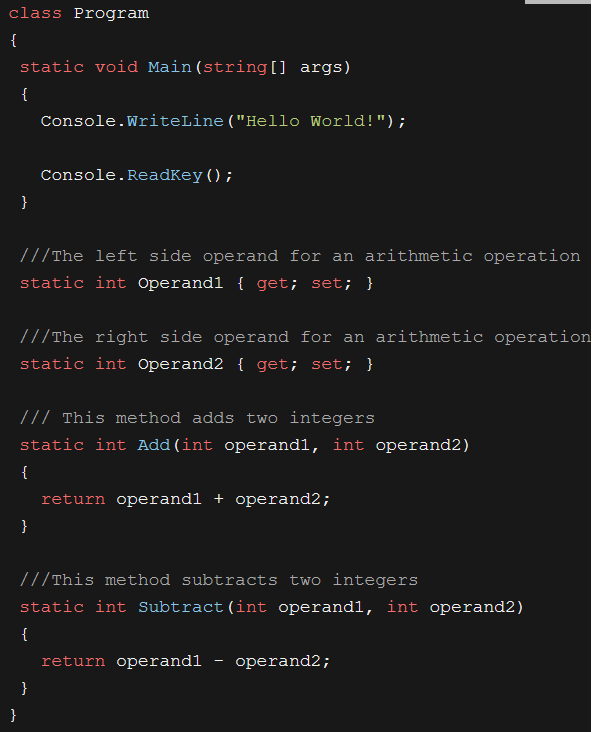 class Program
{
static void Main(string[] args)
{
Console.WriteLine("Hello World!");
Console.ReadKey();
}
///The left side operand for an arithmetic operation
static int Operand1 { get; set; }
///The right side operand for an arithmetic operation
static int Operand2 { get; set; }
/// This method adds two integers
static int Add(int operand1, int operand2)
{
return operand1 + operand2;
}
///This method subtracts two integers
static int Subtract(int operand1, int operand2)
{
return operand1 - operand2;
}
}